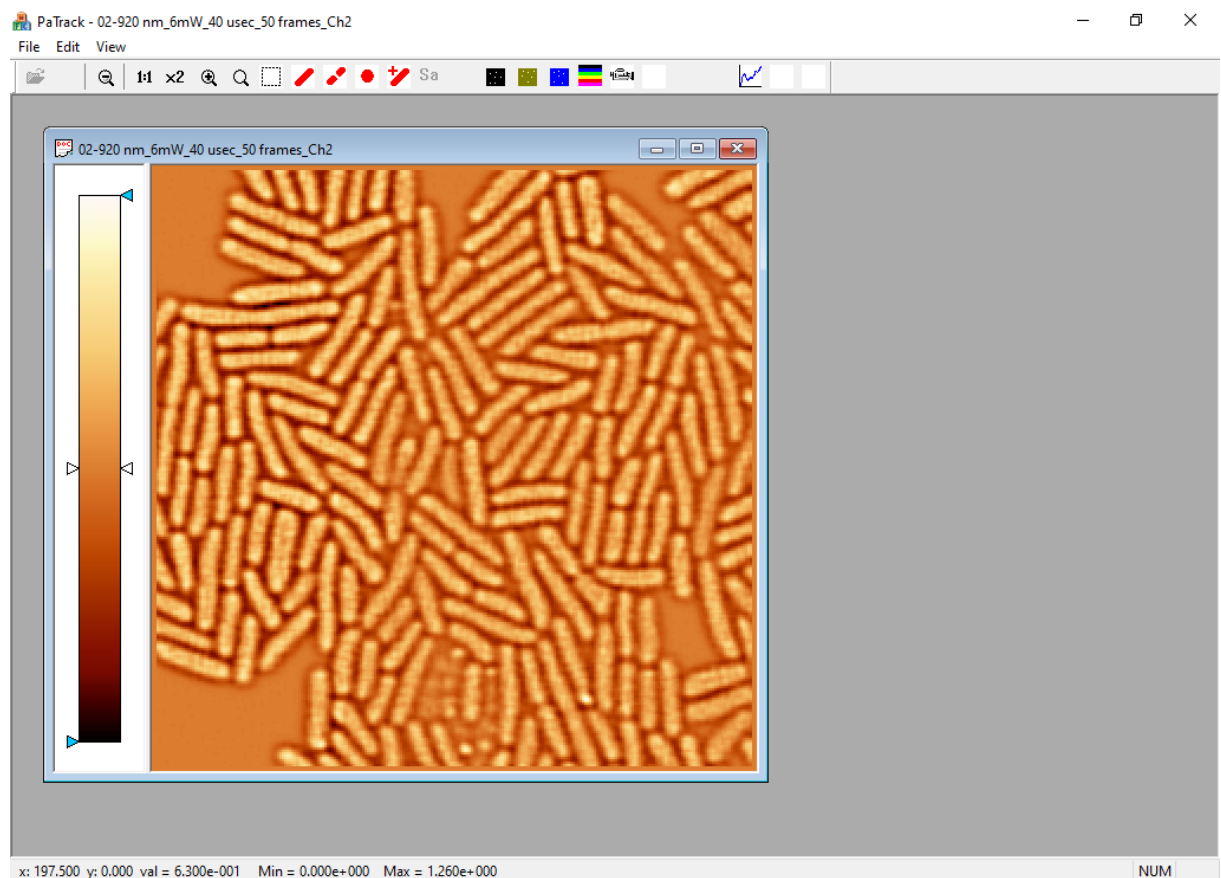 PaTrack - 02-920 nm_6mW_40 usec_50 frames_Ch2
File Edit View
1:1 x2 Sa
DOC 02-920 nm_6mW_40 usec_50 frames_Ch2
x: 197.500 y: 0.000 val = 6.300e-001 Min = 0.000e+000 Max = 1.260e+000 NUM